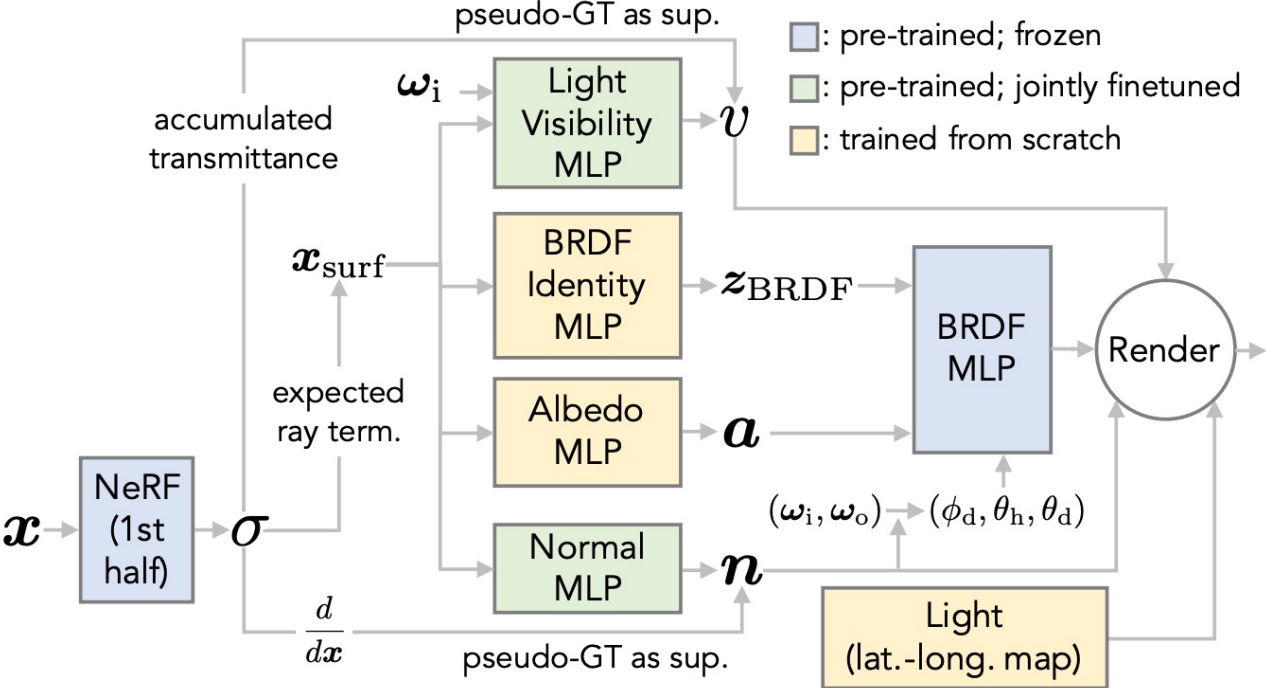 pseudo-GT as sup.
: pre-trained; frozen
: pre-trained; jointly finetuned
: trained from scratch
ωi
Light
Visibility
MLP
v
accumulated
transmittance
xsurf
BRDF
Identity
MLP
zBRDF
BRDF
MLP
Render
expected
ray term.
Albedo
MLP
a
x
NeRF
(1st
half)
σ
(ωi, ωo)
(ϕd, θh, θd)
Normal
MLP
n
d
dx
pseudo-GT as sup.
Light
(lat.-long. map)